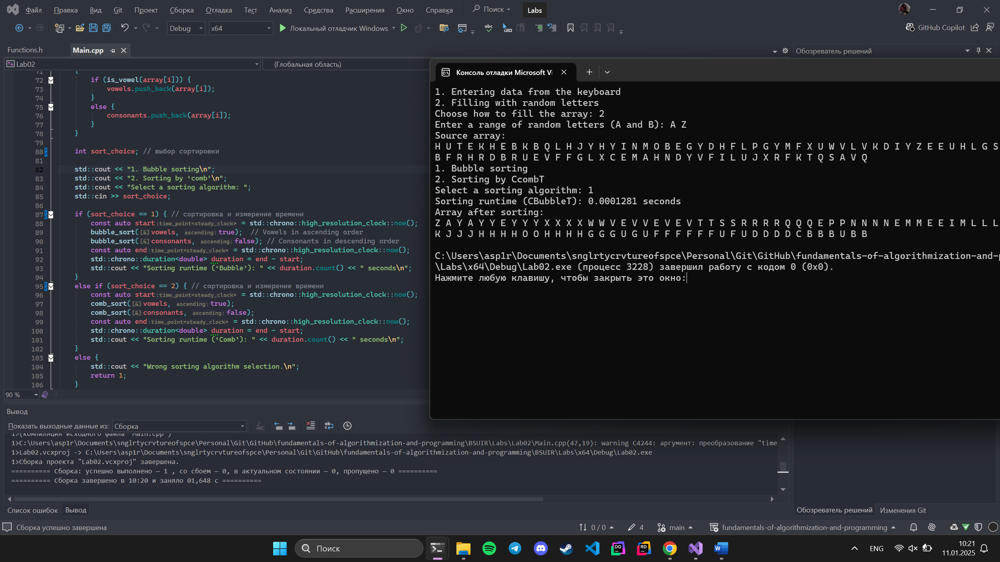 Файл Правка Вид Git Проект Сборка Отладка Тест Анализ Средства Расширения Окно Справка Поиск Labs
Debug x64 Локальный отладчик Windows GitHub Copilot
Functions.h Main.cpp Обозреватель решений
Lab02 (Глобальная область)
71 {
72 if (is_vowel(array[i])) {
73 vowels.push_back(array[i]);
74 }
75 else {
76 consonants.push_back(array[i]);
77 }
78 }
79
80 int sort_choice; // выбор сортировки
81
82 std::cout << "1. Bubble sorting\n";
83 std::cout << "2. Sorting by ‘comb’\n";
84 std::cout << "Select a sorting algorithm: ";
85 std::cin >> sort_choice;
86
87 if (sort_choice == 1) { // сортировка и измерение времени
88 const auto start:time_point<steady_clock> = std::chrono::high_resolution_clock::now();
89 bubble_sort([&]vowels, ascending:true); // Vowels in ascending order
90 bubble_sort([&]consonants, ascending:false); // Consonants in descending order
91 const auto end:time_point<steady_clock> = std::chrono::high_resolution_clock::now();
92 std::chrono::duration<double> duration = end - start;
93 std::cout << "Sorting runtime (‘Bubble’): " << duration.count() << " seconds\n";
94 }
95 else if (sort_choice == 2) { // сортировка и измерение времени
96 const auto start:time_point<steady_clock> = std::chrono::high_resolution_clock::now();
97 comb_sort([&]vowels, ascending:true);
98 comb_sort([&]consonants, ascending:false);
99 const auto end:time_point<steady_clock> = std::chrono::high_resolution_clock::now();
100 std::chrono::duration<double> duration = end - start;
101 std::cout << "Sorting runtime (‘Comb’): " << duration.count() << " seconds\n";
102 }
103 else {
104 std::cout << "Wrong sorting algorithm selection.\n";
105 return 1;
106 }
90 %
Консоль отладки Microsoft Vi
1. Entering data from the keyboard
2. Filling with random letters
Choose how to fill the array: 2
Enter a range of random letters (A and B): A Z
Source array:
H U T E K H E B K B Q L H J Y H Y I N M O B E G Y D H F L P G Y M F X U W V L V K D I Y Z E E U H L G S
B F R H R D B R U E V F F G L X C E M A H N D Y V F I L U J X R F K T Q S A V Q
1. Bubble sorting
2. Sorting by CcombT
Select a sorting algorithm: 1
Sorting runtime (CBubbleT): 0.0001281 seconds
Array after sorting:
Z A Y A Y Y E Y Y Y X X X X W W V E V V E V E V T T S S R R R R Q Q Q E P P N N N N E M M E E I M L L L
K J J J H H H H O O H H H H G G G U G U F F F F F F U F U D D D D C B B B U B B
C:\Users\asp1r\Documents\snglrtycrvtureofspce\Personal\Git\GitHub\fundamentals-of-algorithmization-and-p
\Labs\x64\Debug\Lab02.exe (процесс 3228) завершил работу с кодом 0 (0x0).
Нажмите любую клавишу, чтобы закрыть это окно:
Вывод
Показать выходные данные из: Сборка
1>(компиляция исходного файла "Main.cpp")
1>C:\Users\asp1r\Documents\snglrtycrvtureofspce\Personal\Git\GitHub\fundamentals-of-algorithmization-and-programming\BSUIR\Labs\Lab02\Main.cpp(47,19): warning C4244: аргумент: преобразование "time
1>Lab02.vcxproj -> C:\Users\asp1r\Documents\snglrtycrvtureofspce\Personal\Git\GitHub\fundamentals-of-algorithmization-and-programming\BSUIR\Labs\x64\Debug\Lab02.exe
1>Сборка проекта "Lab02.vcxproj" завершена.
========== Сборка: успешно выполнено — 1 , со сбоем — 0, в актуальном состоянии — 0, пропущено — 0 ==========
========== Сборка завершено в 10:20 и заняло 01,648 с ==========
Список ошибок Вывод Обозреватель решений Изменения Git
Сборка успешно завершена 0 / 0 4 main fundamentals-of-algorithmization-and-programming
Поиск ENG 10:21
11.01.2025